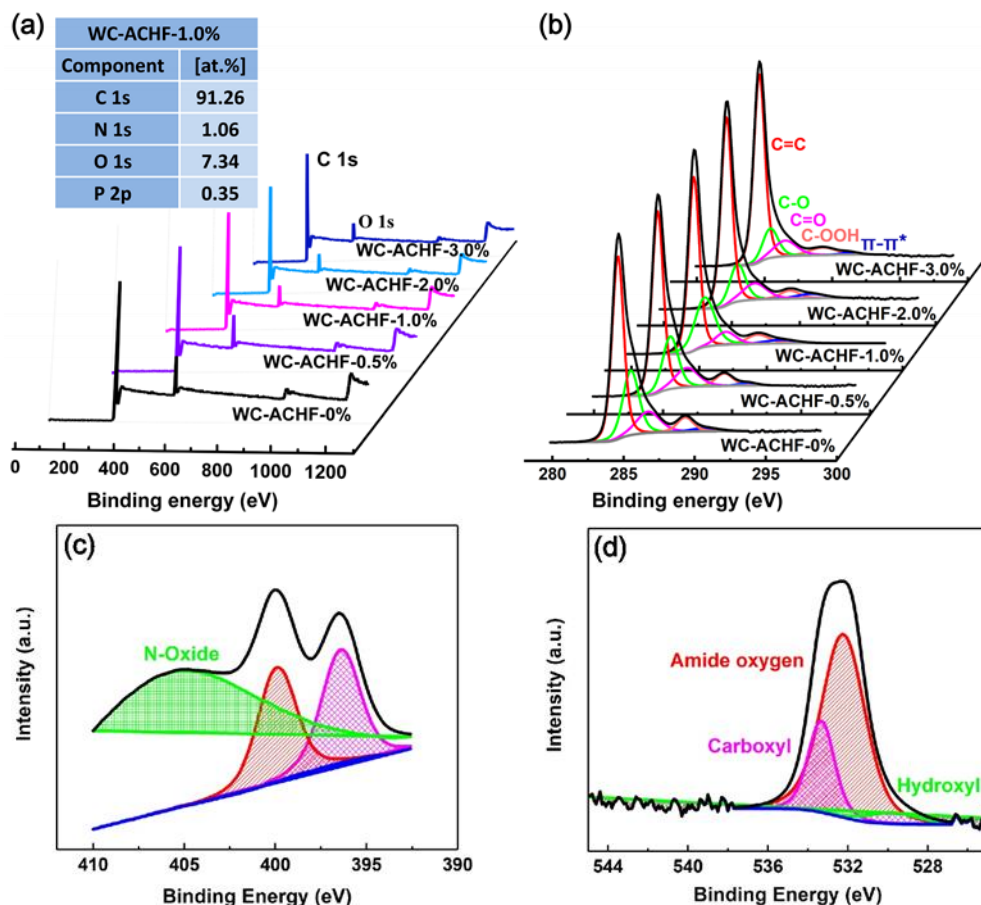 (a)
WC-ACHF-1.0%
Component [at.%]
C 1s 91.26
N 1s 1.06
O 1s 7.34
P 2p 0.35
C 1s
O 1s
WC-ACHF-3.0%
WC-ACHF-2.0%
WC-ACHF-1.0%
WC-ACHF-0.5%
WC-ACHF-0%
0 200 400 600 800 1000 1200
Binding energy (eV)
(b)
C=C
C-O
C=O
C-OOH
π-π*
WC-ACHF-3.0%
WC-ACHF-2.0%
WC-ACHF-1.0%
WC-ACHF-0.5%
WC-ACHF-0%
280 285 290 295 300
Binding energy (eV)
(c)
Intensity (a.u.)
N-Oxide
410 405 400 395 390
Binding Energy (eV)
(d)
Intensity (a.u.)
Amide oxygen
Carboxyl
Hydroxyl
544 540 536 532 528
Binding Energy (eV)